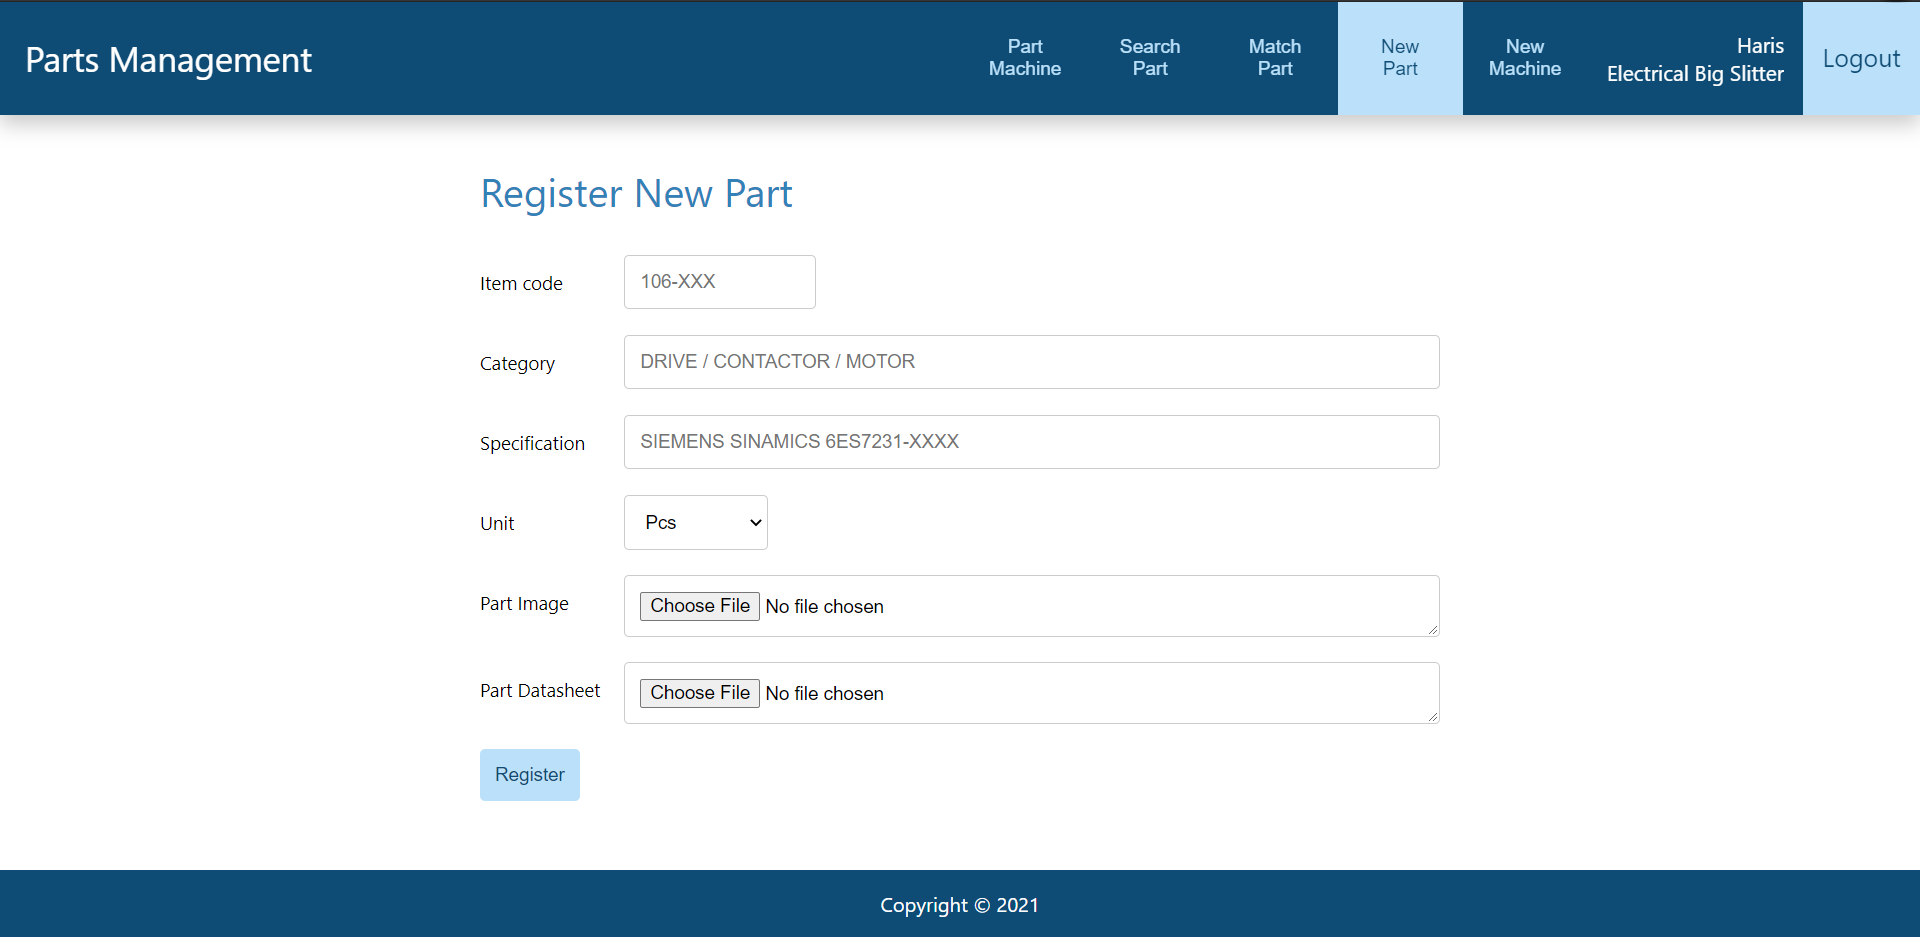 Parts Management
Part
Machine
Search
Part
Match
Part
New
Part
New
Machine
Haris
Electrical Big Slitter
Logout
Register New Part
Item code
106-XXX
Category
DRIVE / CONTACTOR / MOTOR
Specification
SIEMENS SINAMICS 6ES7231-XXXX
Unit
Pcs
Part Image
Choose File No file chosen
Part Datasheet
Choose File No file chosen
Register
Copyright © 2021